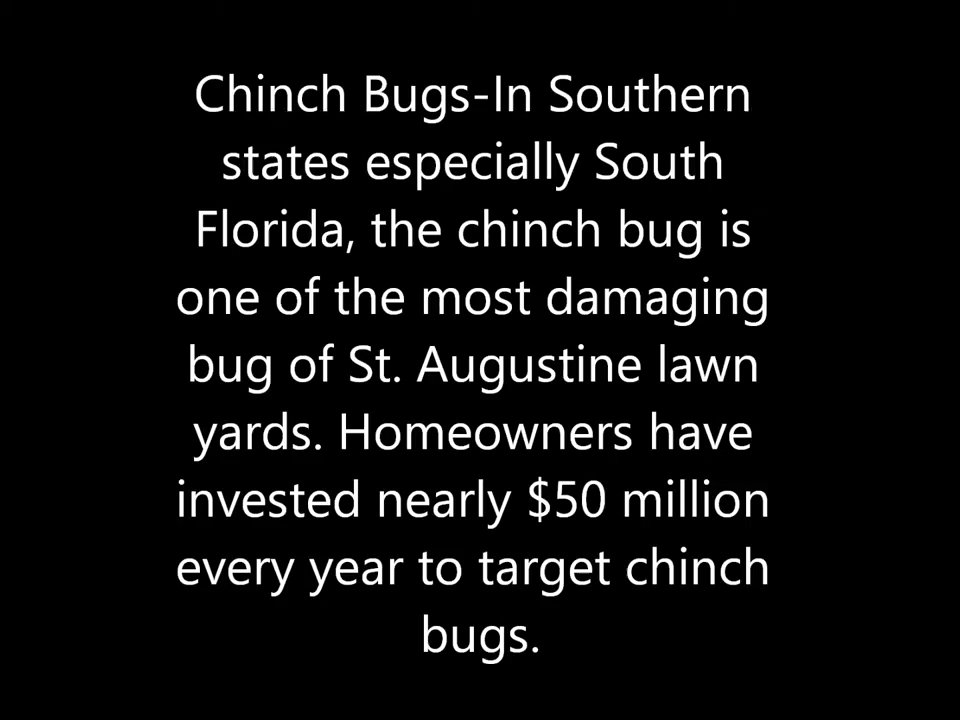 Chinch Bugs-In Southern
states especially South
Florida, the chinch bug is
one of the most damaging
bug of St. Augustine lawn
yards. Homeowners have
invested nearly $50 million
every year to target chinch
bugs.